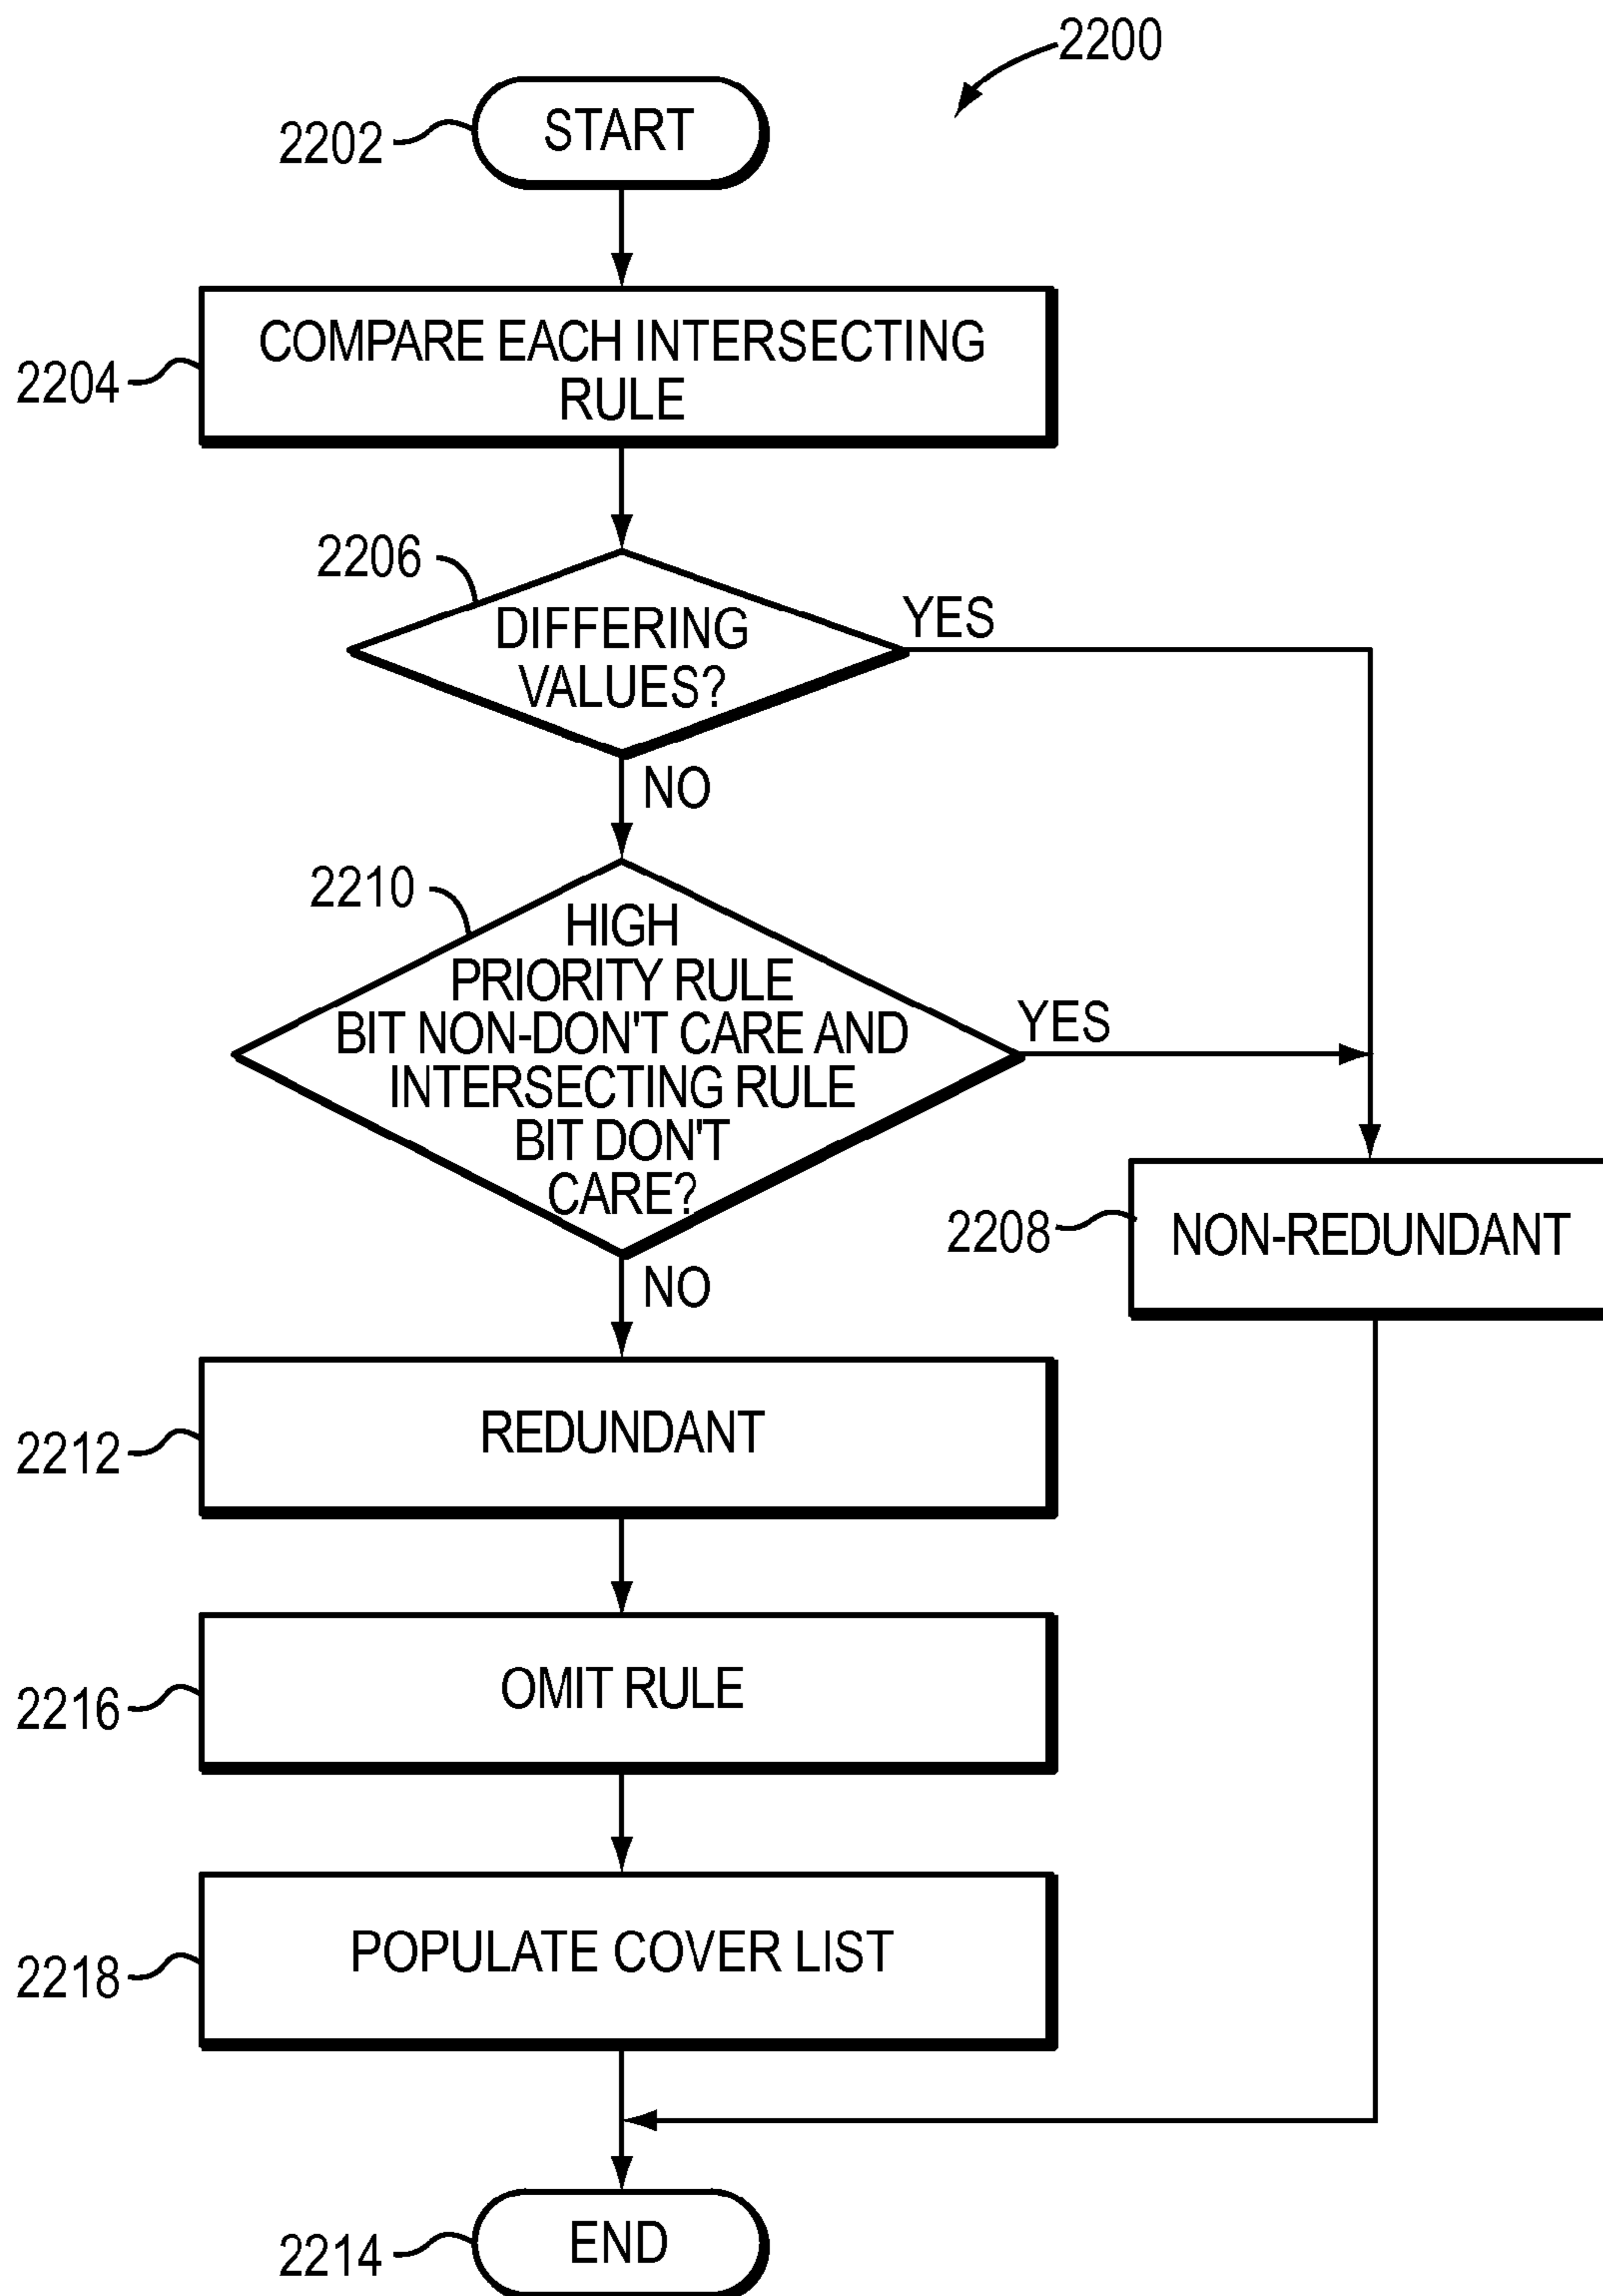 2200
2202
START
2204
COMPARE EACH INTERSECTING
RULE
2206
DIFFERING
VALUES?
YES
NO
2210
HIGH
PRIORITY RULE
BIT NON-DON'T CARE AND
INTERSECTING RULE
BIT DON'T
CARE?
YES
NO
2208
NON-REDUNDANT
2212
REDUNDANT
2216
OMIT RULE
2218
POPULATE COVER LIST
2214
END